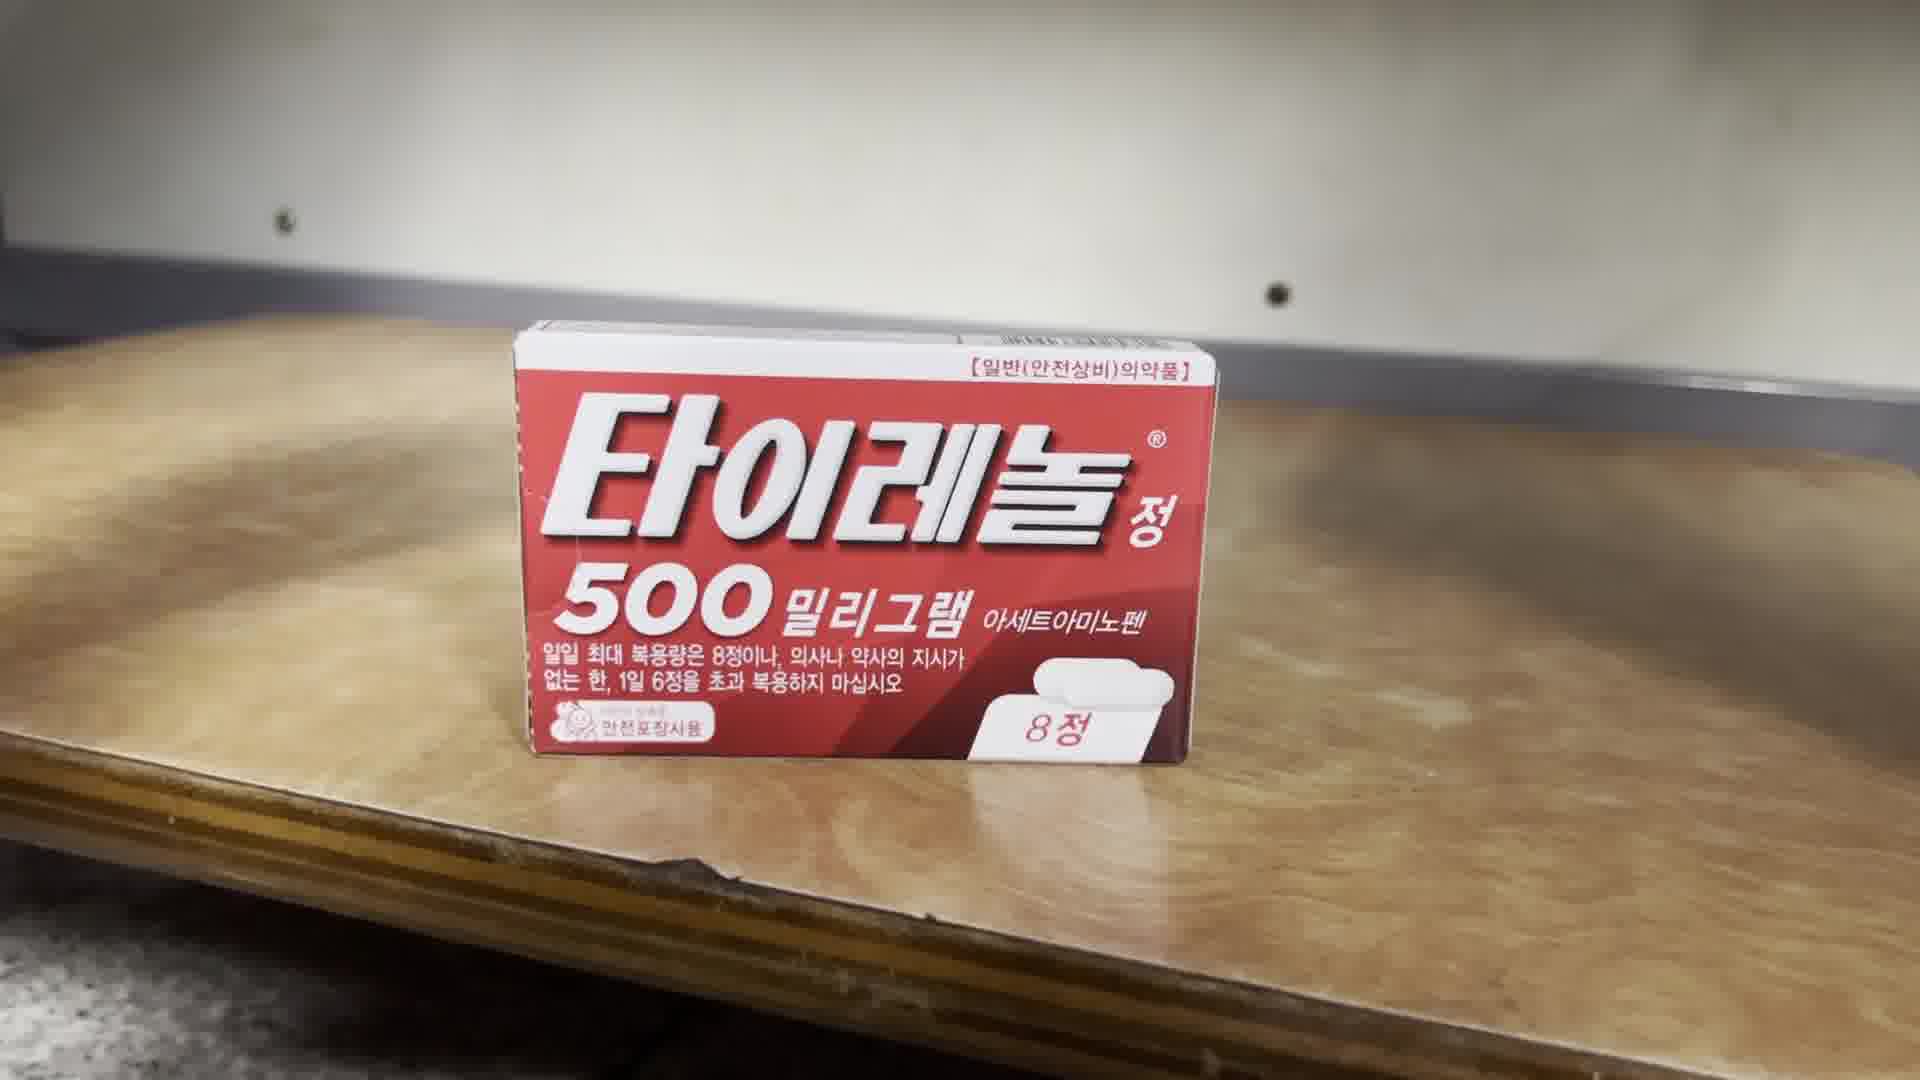 【일반(안전상비)의약품】
타이레놀®정
500 밀리그램 아세트아미노펜
일일 최대 복용량은 8정이나, 의사나 약사의 지시가
없는 한, 1일 6정을 초과 복용하지 마십시오
안전포장사용
8정